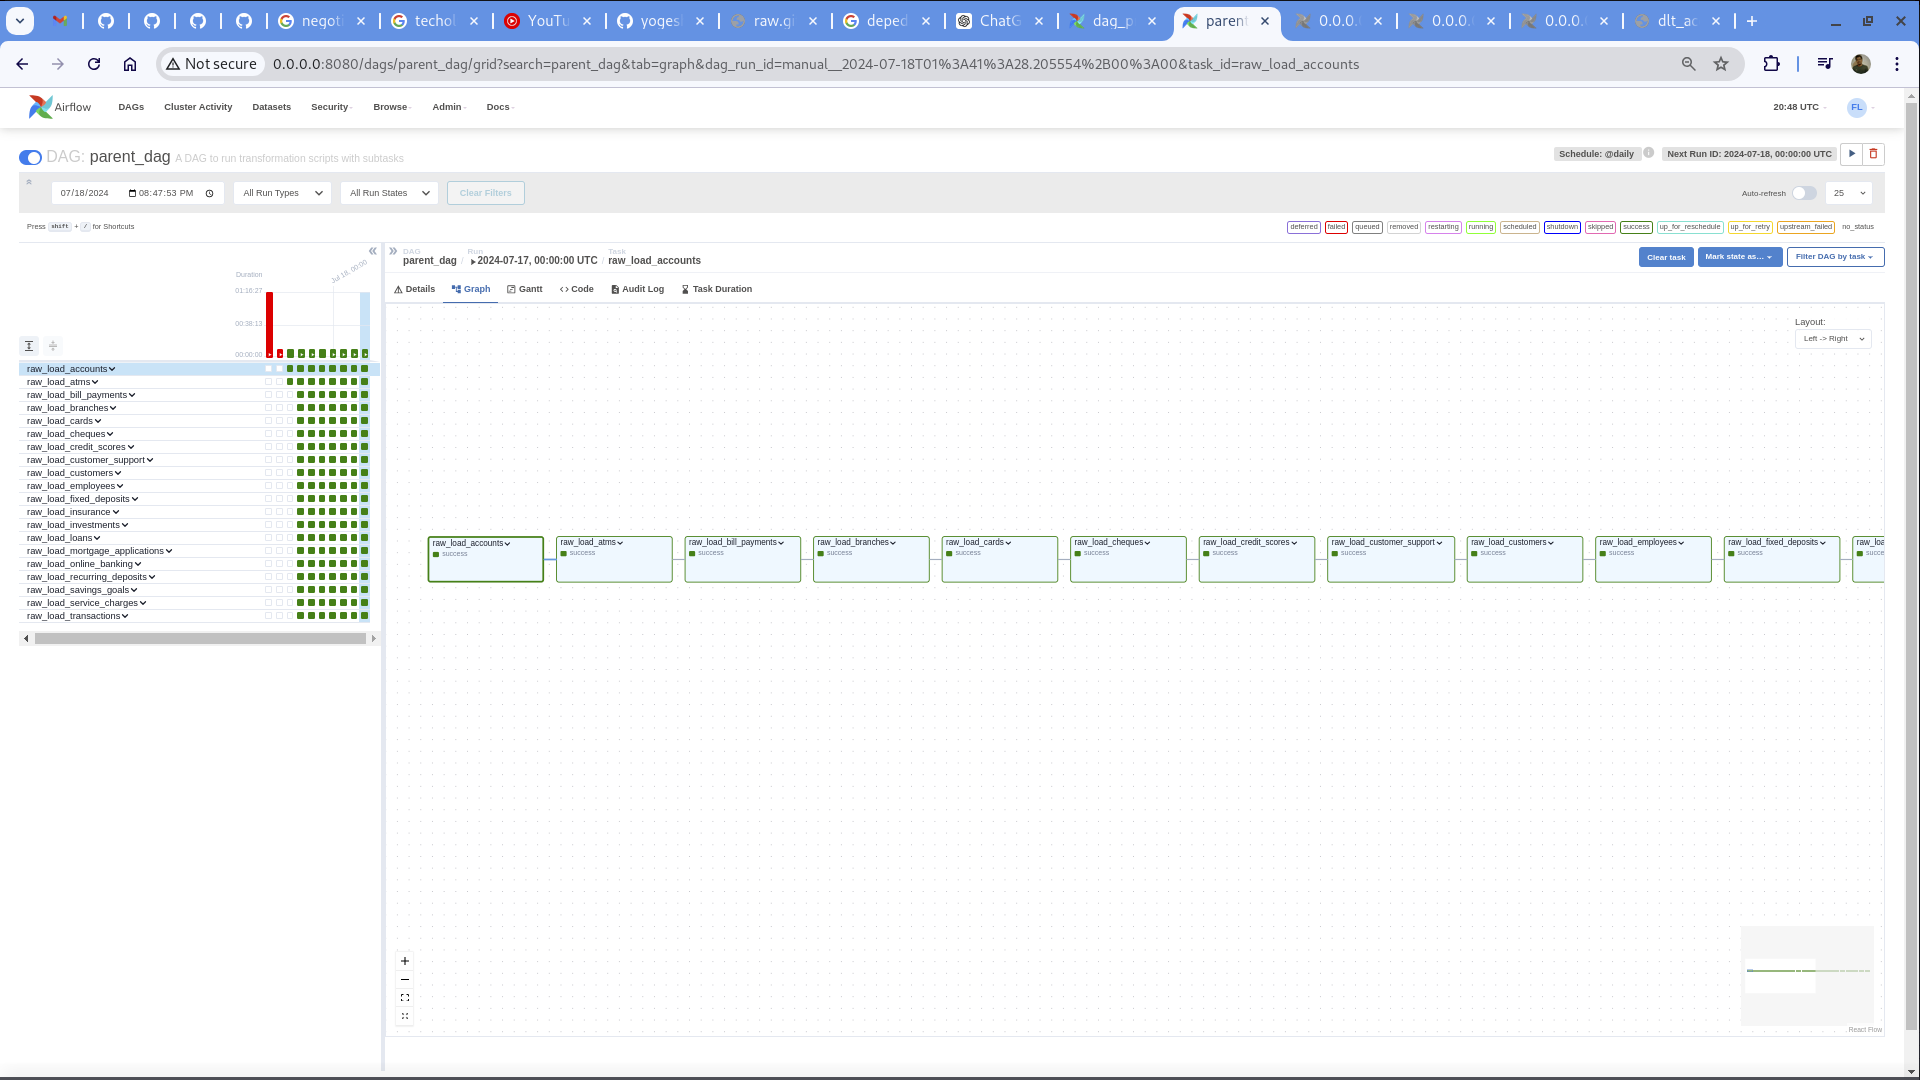 negoti
techol
YouTu
yogesl
raw.gi
deped
ChatG
dag_p
parent
0.0.0.
0.0.0.
0.0.0.
dlt_ac
Not secure
0.0.0.0:8080/dags/parent_dag/grid?search=parent_dag&tab=graph&dag_run_id=manual__2024-07-18T01%3A41%3A28.205554%2B00%3A00&task_id=raw_load_accounts
Airflow DAGs Cluster Activity Datasets Security Browse Admin Docs 20:48 UTC FL
DAG: parent_dag A DAG to run transformation scripts with subtasks
Schedule: @daily Next Run ID: 2024-07-18, 00:00:00 UTC
07/18/2024 08:47:53 PM All Run Types All Run States Clear Filters Auto-refresh 25
Press shift + / for Shortcuts
deferred failed queued removed restarting running scheduled shutdown skipped success up_for_reschedule up_for_retry upstream_failed no_status
DAG Run Task
parent_dag / 2024-07-17, 00:00:00 UTC / raw_load_accounts
Clear task Mark state as... Filter DAG by task
Details Graph Gantt Code Audit Log Task Duration
Duration
Jul 18, 00:00
01:16:27
00:38:13
00:00:00
raw_load_accounts
raw_load_atms
raw_load_bill_payments
raw_load_branches
raw_load_cards
raw_load_cheques
raw_load_credit_scores
raw_load_customer_support
raw_load_customers
raw_load_employees
raw_load_fixed_deposits
raw_load_insurance
raw_load_investments
raw_load_loans
raw_load_mortgage_applications
raw_load_online_banking
raw_load_recurring_deposits
raw_load_savings_goals
raw_load_service_charges
raw_load_transactions
Layout:
Left -> Right
raw_load_accounts
success
raw_load_atms
success
raw_load_bill_payments
success
raw_load_branches
success
raw_load_cards
success
raw_load_cheques
success
raw_load_credit_scores
success
raw_load_customer_support
success
raw_load_customers
success
raw_load_employees
success
raw_load_fixed_deposits
success
raw_loa
succe
React Flow